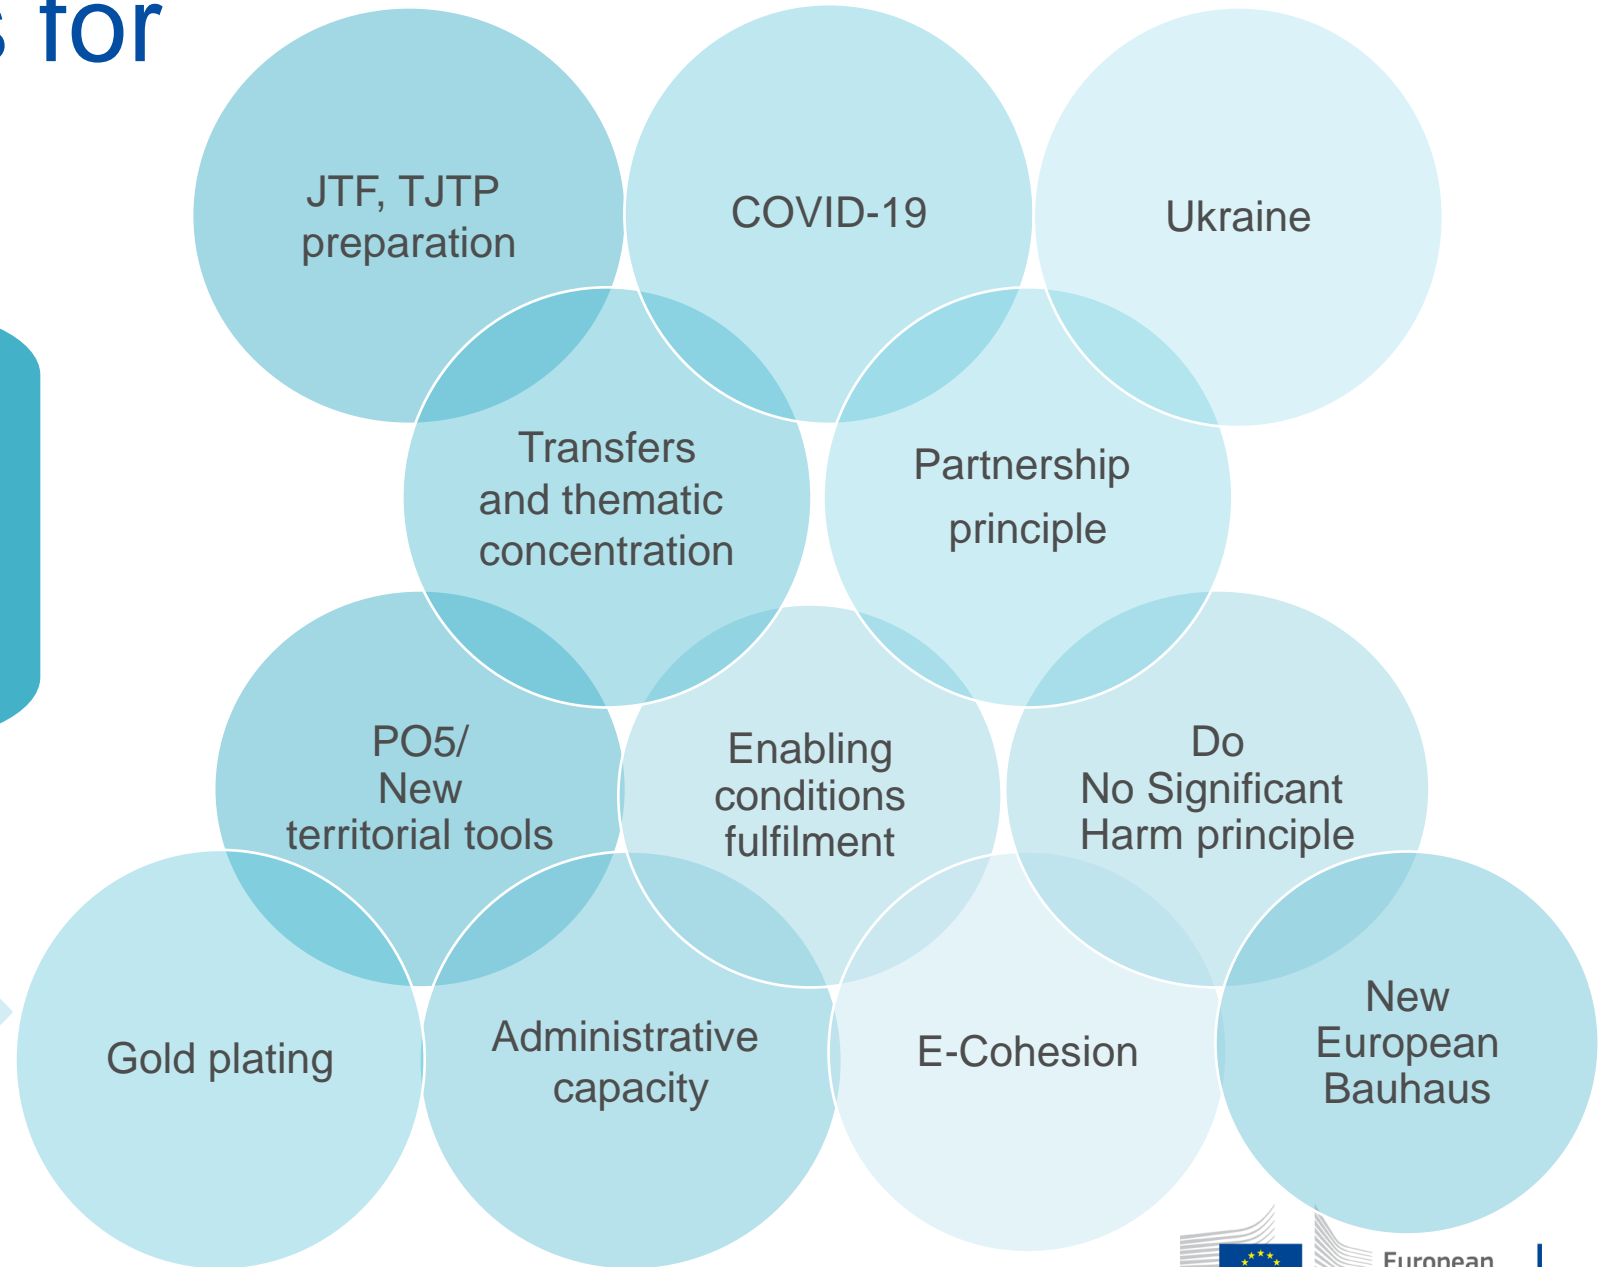 s for
JTF, TJTP
preparation
COVID-19
Ukraine
Transfers
and thematic
concentration
Partnership
principle
PO5/
New
territorial tools
Enabling
conditions
fulfilment
Do
No Significant
Harm principle
Gold plating
Administrative
capacity
E-Cohesion
New
European
Bauhaus
European